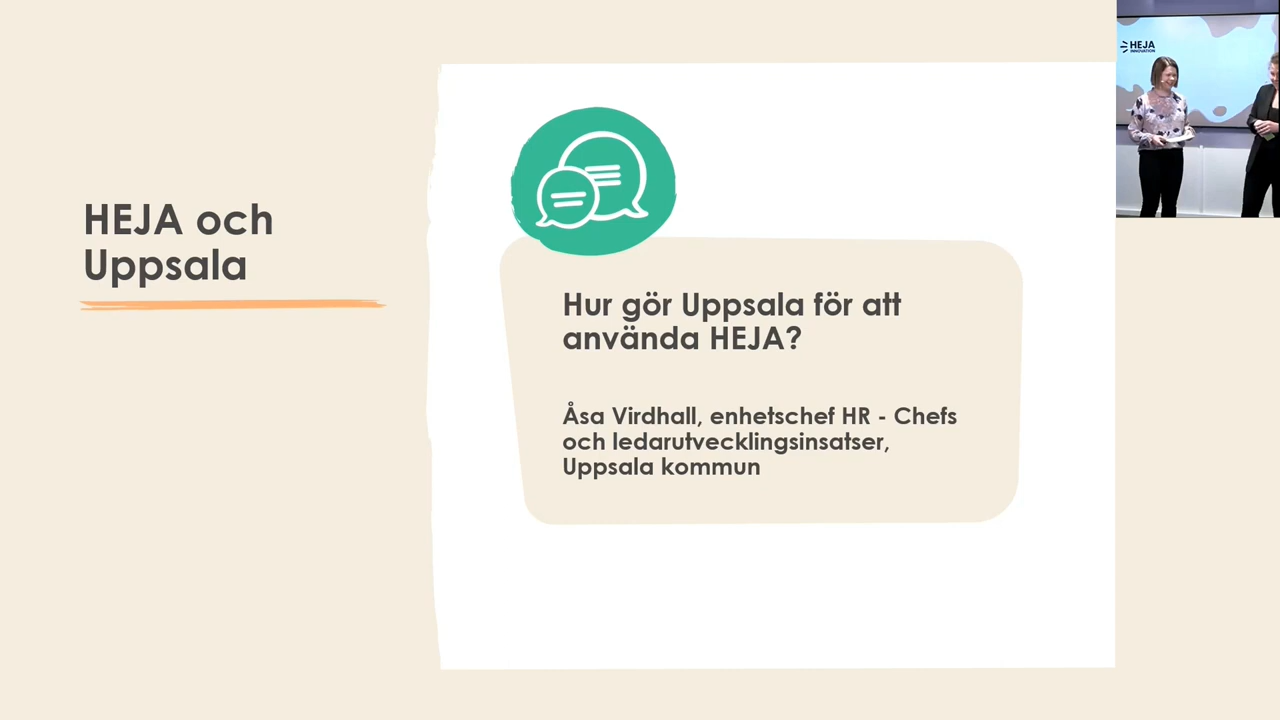 HEJA och
Uppsala
Hur gör Uppsala för att
använda HEJA?
Åsa Virdhall, enhetschef HR - Chefs
och ledarutvecklingsinsatser,
Uppsala kommun
HEJA
INNOVATION